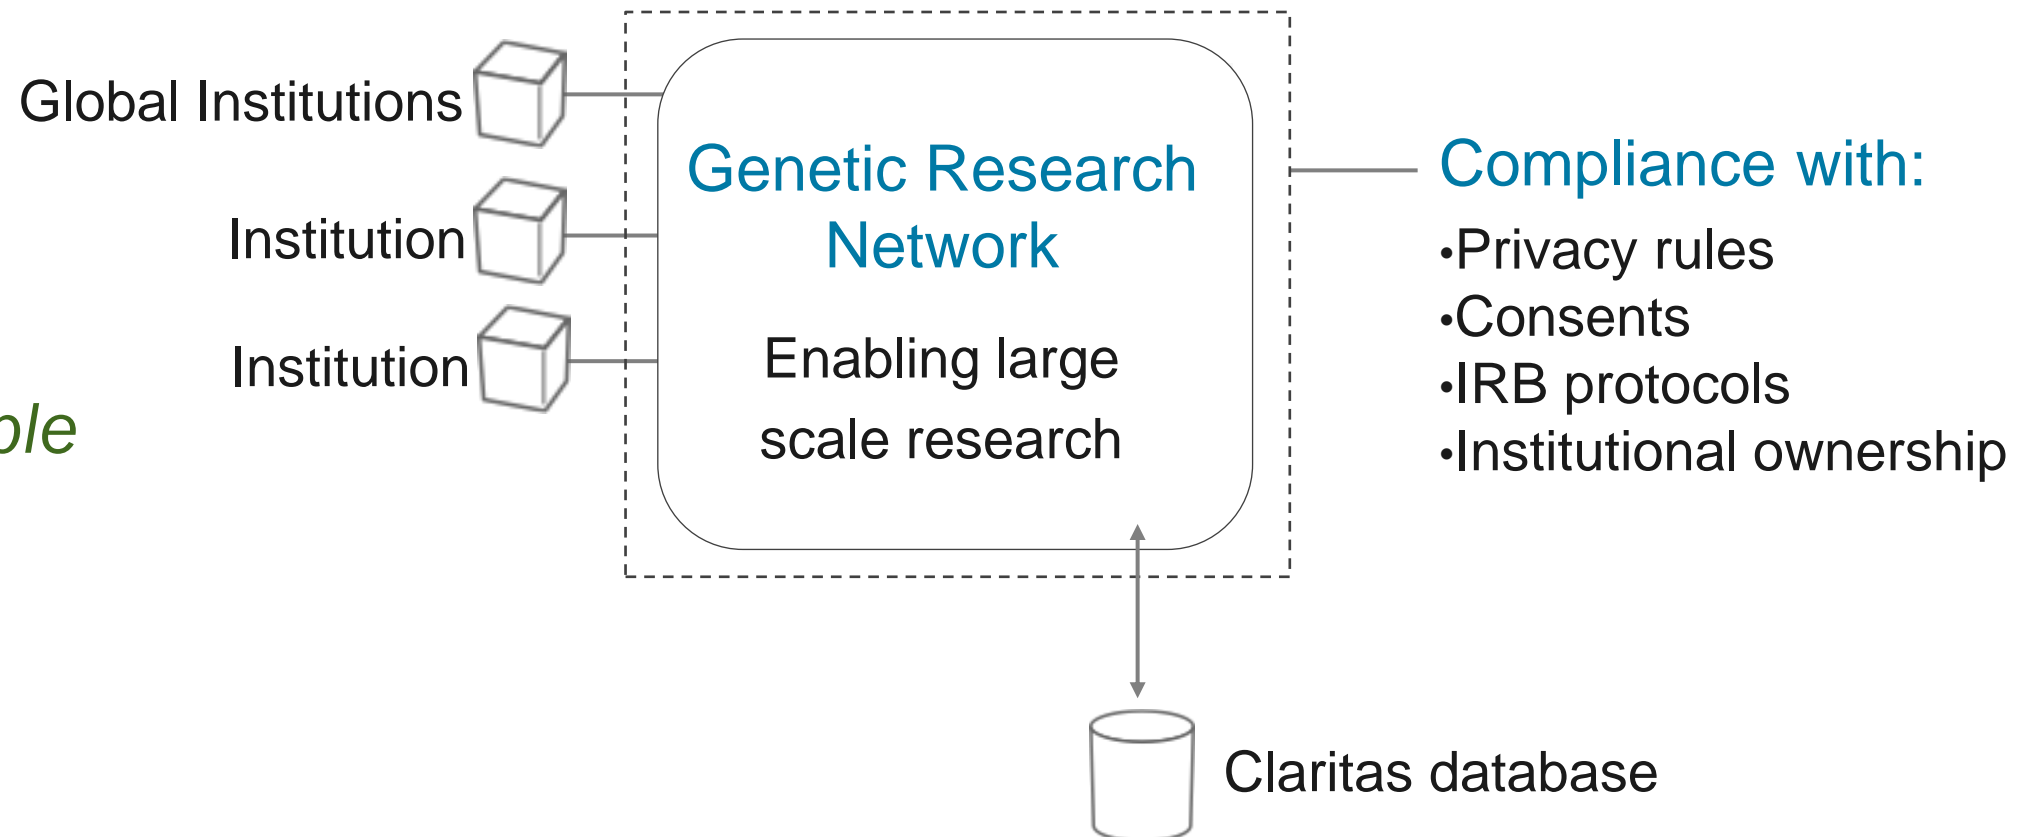 Global Institutions
Institution
Institution
Genetic Research
Network
Enabling large
scale research
Compliance with:
•Privacy rules
•Consents
•IRB protocols
•Institutional ownership
Claritas database